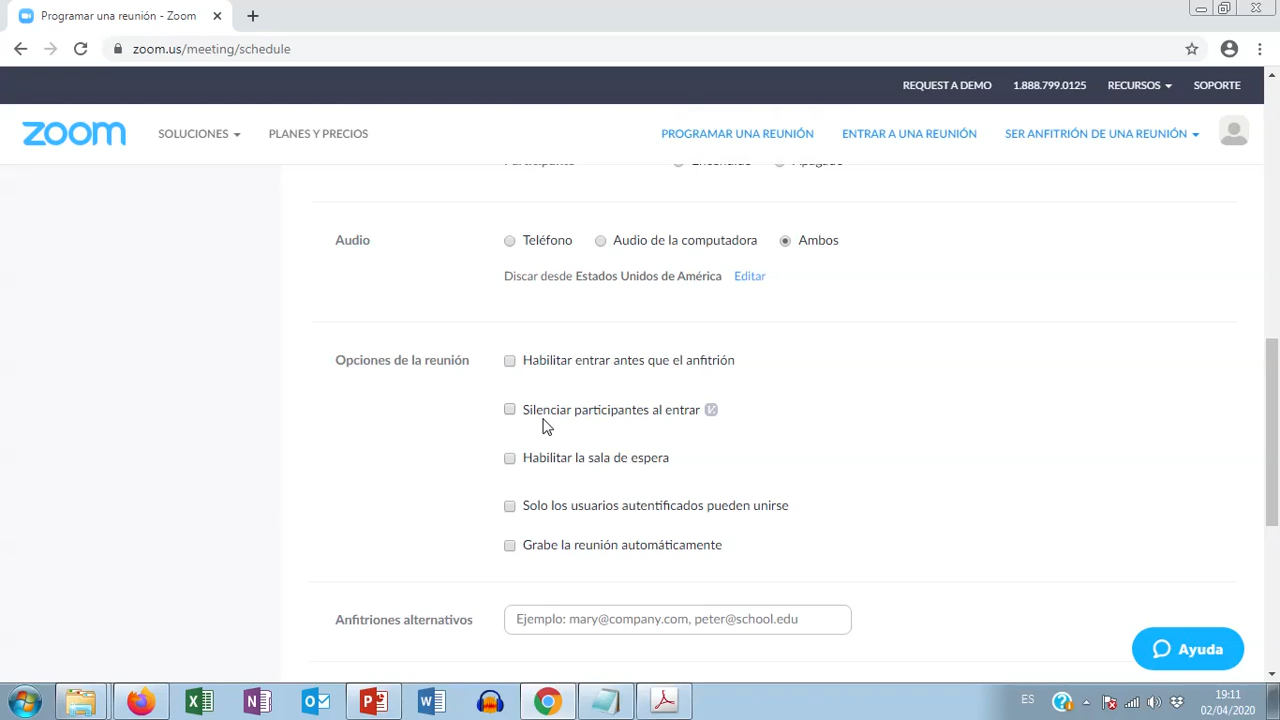 Programar una reunión - Zoom
zoom.us/meeting/schedule
REQUEST A DEMO 1.888.799.0125 RECURSOS SOPORTE
zoom SOLUCIONES PLANES Y PRECIOS PROGRAMAR UNA REUNIÓN ENTRAR A UNA REUNIÓN SER ANFITRIÓN DE UNA REUNIÓN
Participante Encendido Apagado
Audio Teléfono Audio de la computadora Ambos
Discar desde Estados Unidos de América Editar
Opciones de la reunión Habilitar entrar antes que el anfitrión
Silenciar participantes al entrar
Habilitar la sala de espera
Solo los usuarios autentificados pueden unirse
Grabe la reunión automáticamente
Anfitriones alternativos Ejemplo: mary@company.com, peter@school.edu
Ayuda
ES 19:11
02/04/2020